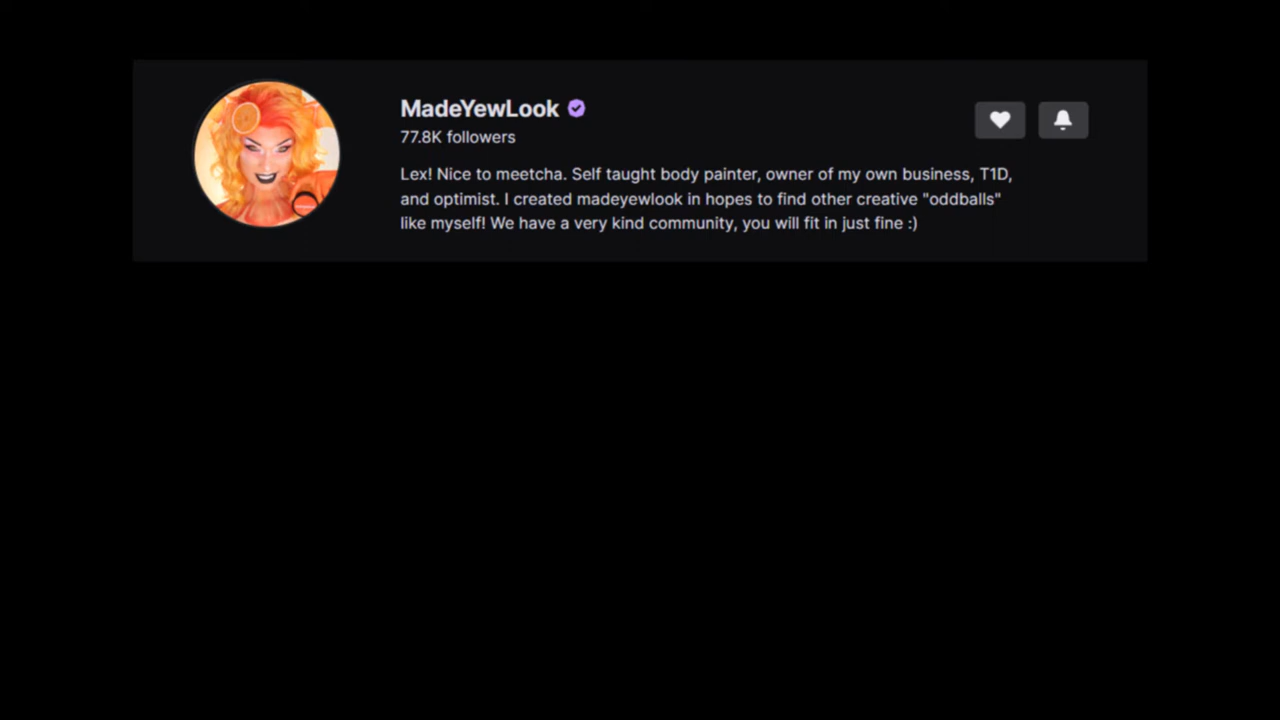 MadeYewLook
77.8K followers
Lex! Nice to meetcha. Self taught body painter, owner of my own business, T1D,
and optimist. I created madeyewlook in hopes to find other creative "oddballs"
like myself! We have a very kind community, you will fit in just fine :)